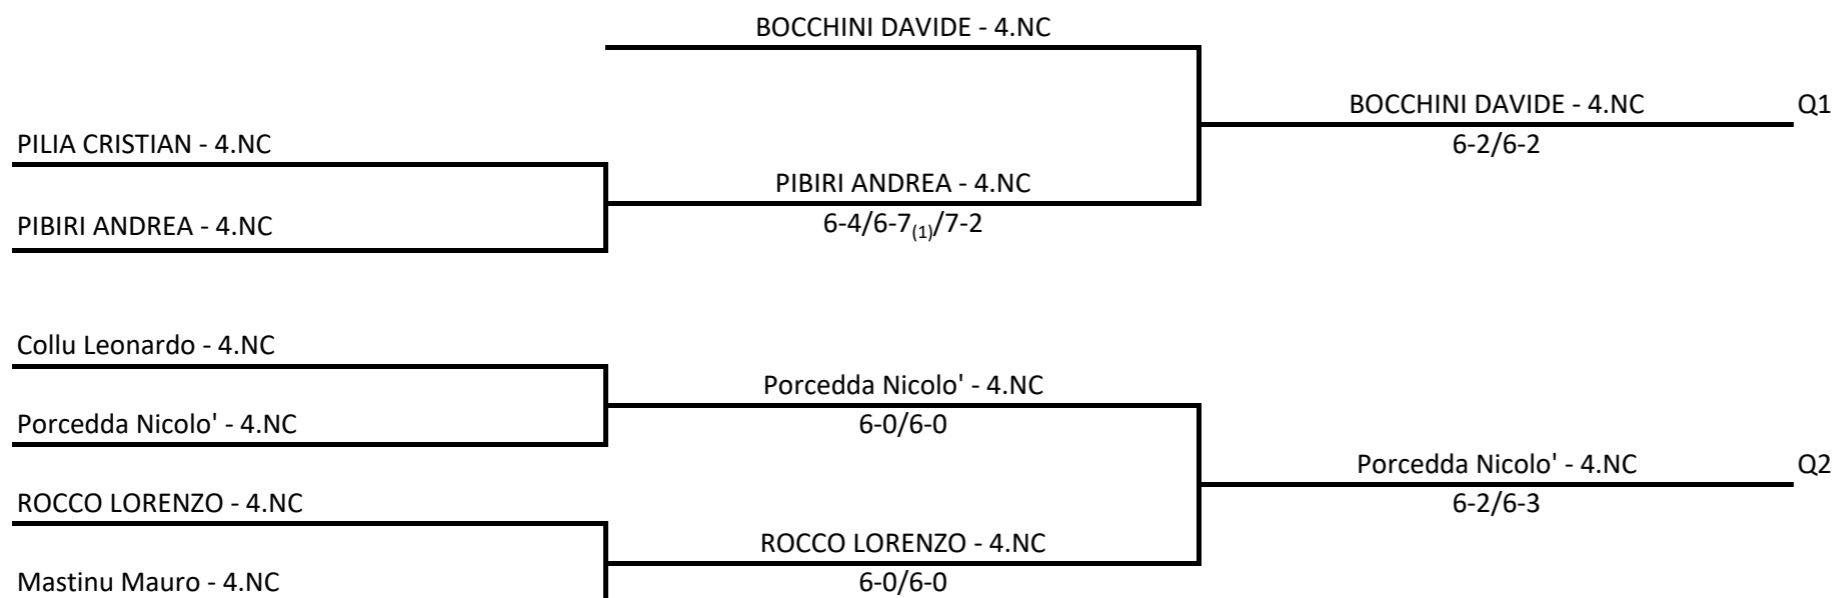 BOCCHINI DAVIDE - 4.NC
BOCCHINI DAVIDE - 4.NC Q1
6-2/6-2
PILIA CRISTIAN - 4.NC
PIBIRI ANDREA - 4.NC
6-4/6-7(1)/7-2
PIBIRI ANDREA - 4.NC
Collu Leonardo - 4.NC
Porcedda Nicolo' - 4.NC
6-0/6-0
Porcedda Nicolo' - 4.NC
Porcedda Nicolo' - 4.NC Q2
6-2/6-3
ROCCO LORENZO - 4.NC
ROCCO LORENZO - 4.NC
6-0/6-0
Mastinu Mauro - 4.NC